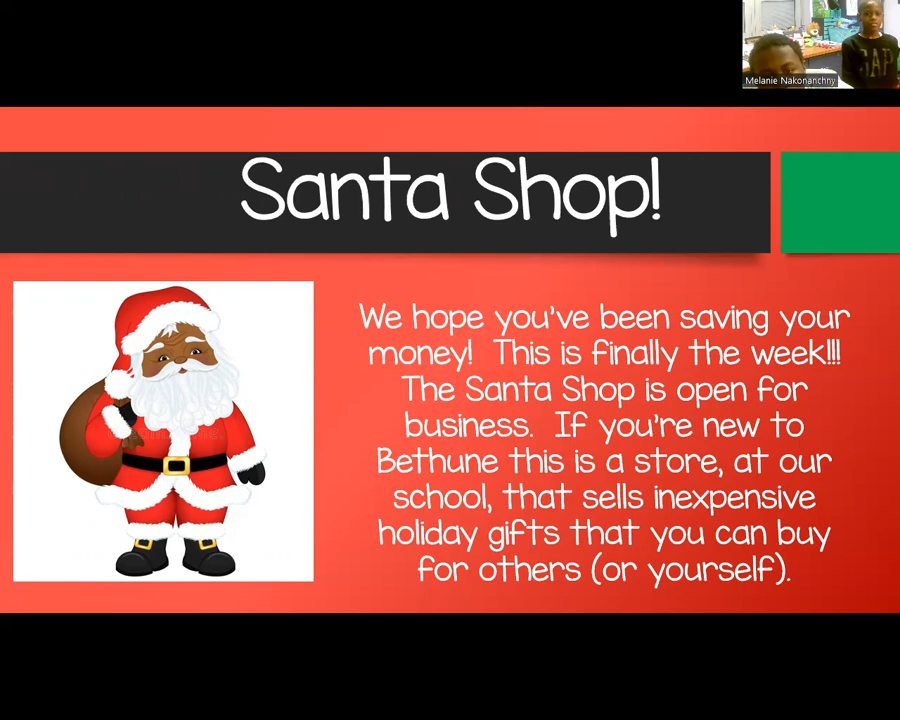 Melanie Nakonanchny
GAP
Santa Shop!
We hope you've been saving your
money!  This is finally the week!!!
The Santa Shop is open for
business.  If you're new to
Bethune this is a store, at our
school, that sells inexpensive
holiday gifts that you can buy
for others (or yourself).